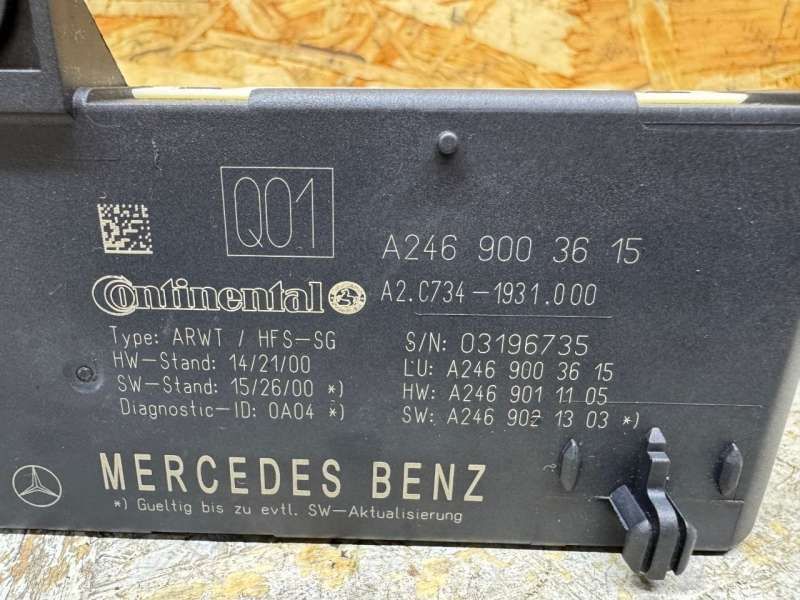 Q01
A246 900 36 15
Continental
A2.C734-1931.000
Type: ARWT / HFS-SG
HW-Stand: 14/21/00
SW-Stand: 15/26/00 *)
Diagnostic-ID: 0A04 *)
S/N: 03196735
LU: A246 900 36 15
HW: A246 901 11 05
SW: A246 902 13 03 *)
MERCEDES BENZ
*) Gueltig bis zu evtl. SW-Aktualisierung